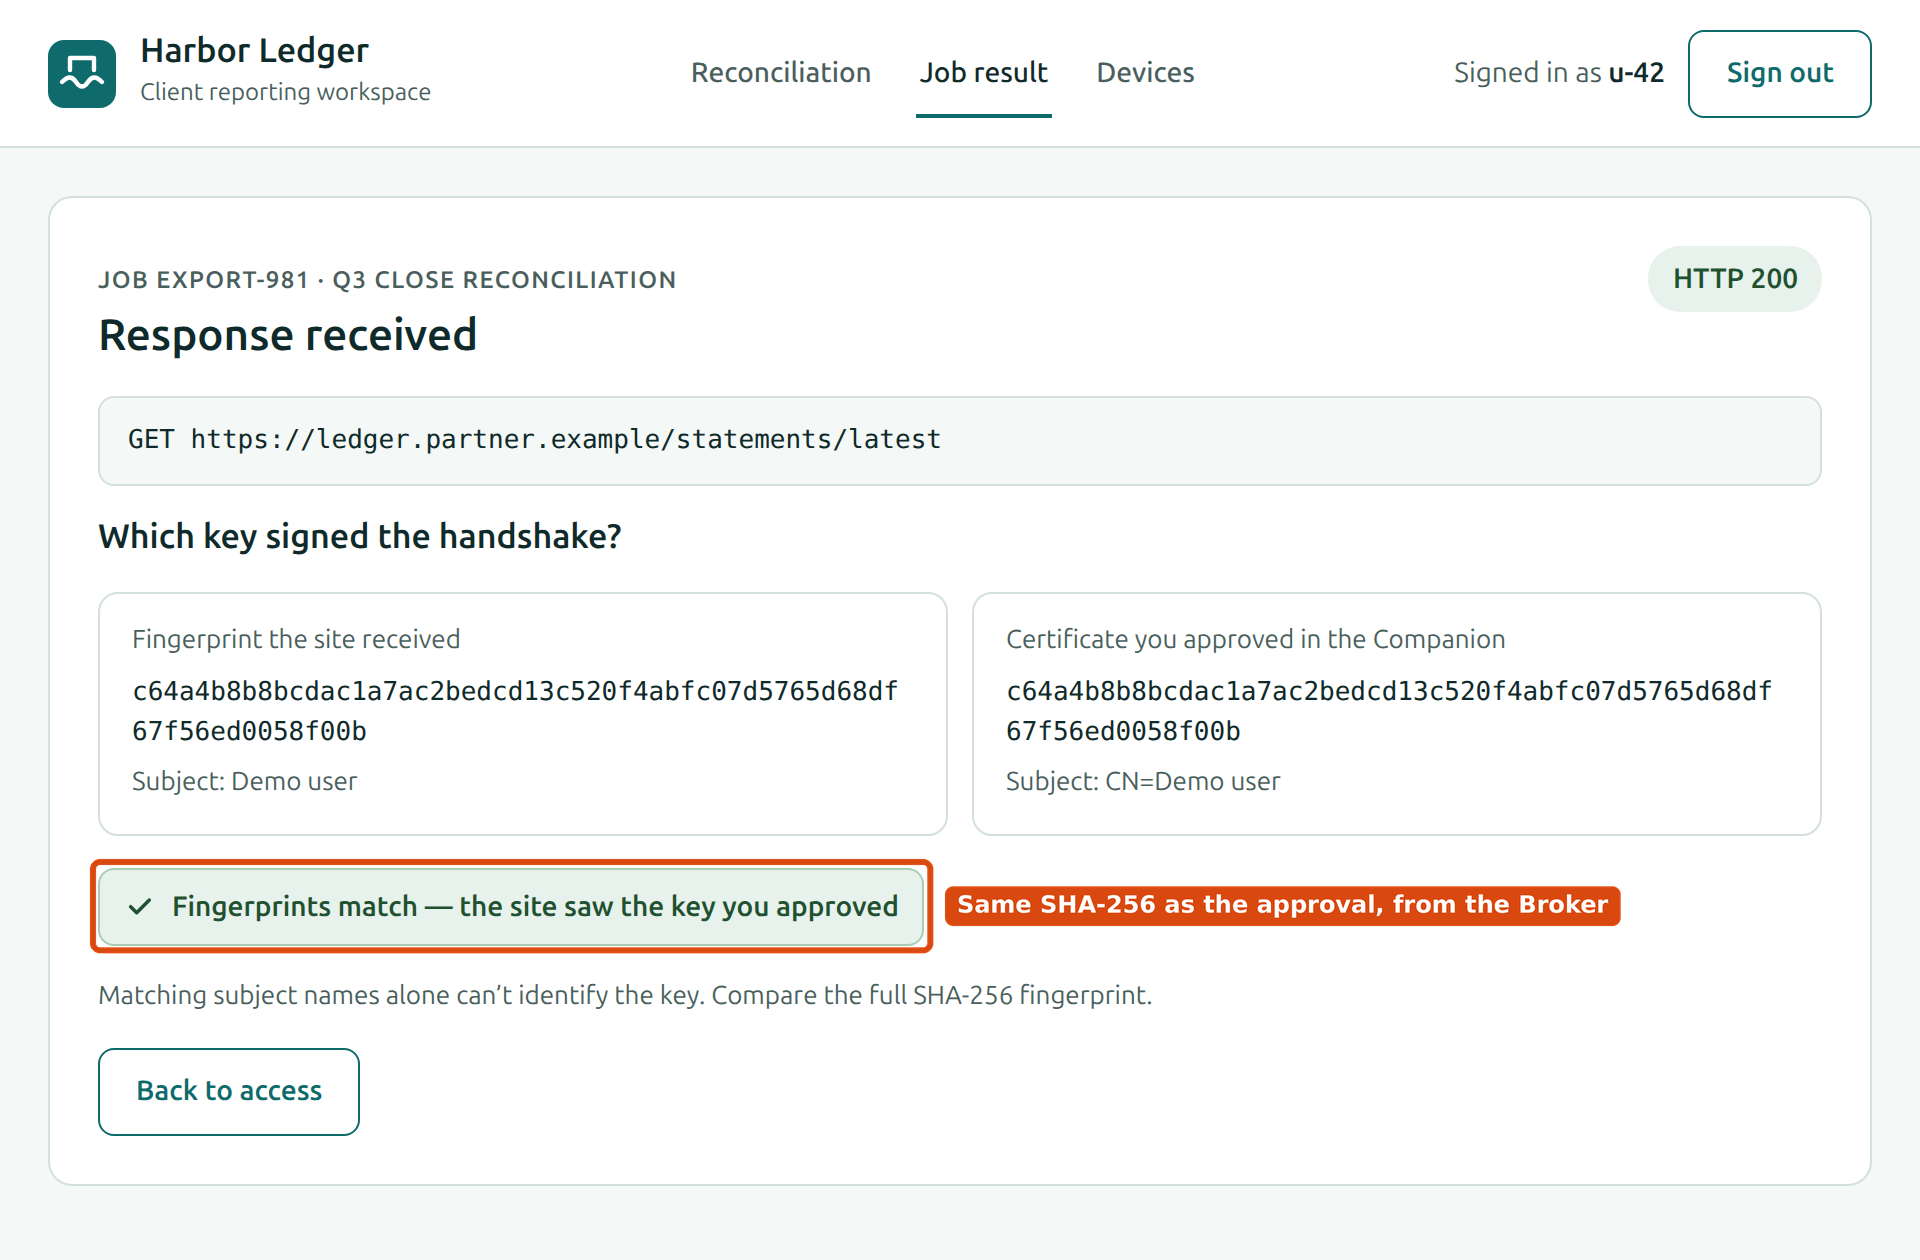 Harbor Ledger
Client reporting workspace
Reconciliation
Job result
Devices
Signed in as u-42
Sign out
JOB EXPORT-981 · Q3 CLOSE RECONCILIATION
HTTP 200
Response received
GET https://ledger.partner.example/statements/latest
Which key signed the handshake?
Fingerprint the site received
c64a4b8b8bcdac1a7ac2bedcd13c520f4abfc07d5765d68df
67f56ed0058f00b
Subject: Demo user
Certificate you approved in the Companion
c64a4b8b8bcdac1a7ac2bedcd13c520f4abfc07d5765d68df
67f56ed0058f00b
Subject: CN=Demo user
Fingerprints match — the site saw the key you approved
Same SHA-256 as the approval, from the Broker
Matching subject names alone can’t identify the key. Compare the full SHA-256 fingerprint.
Back to access